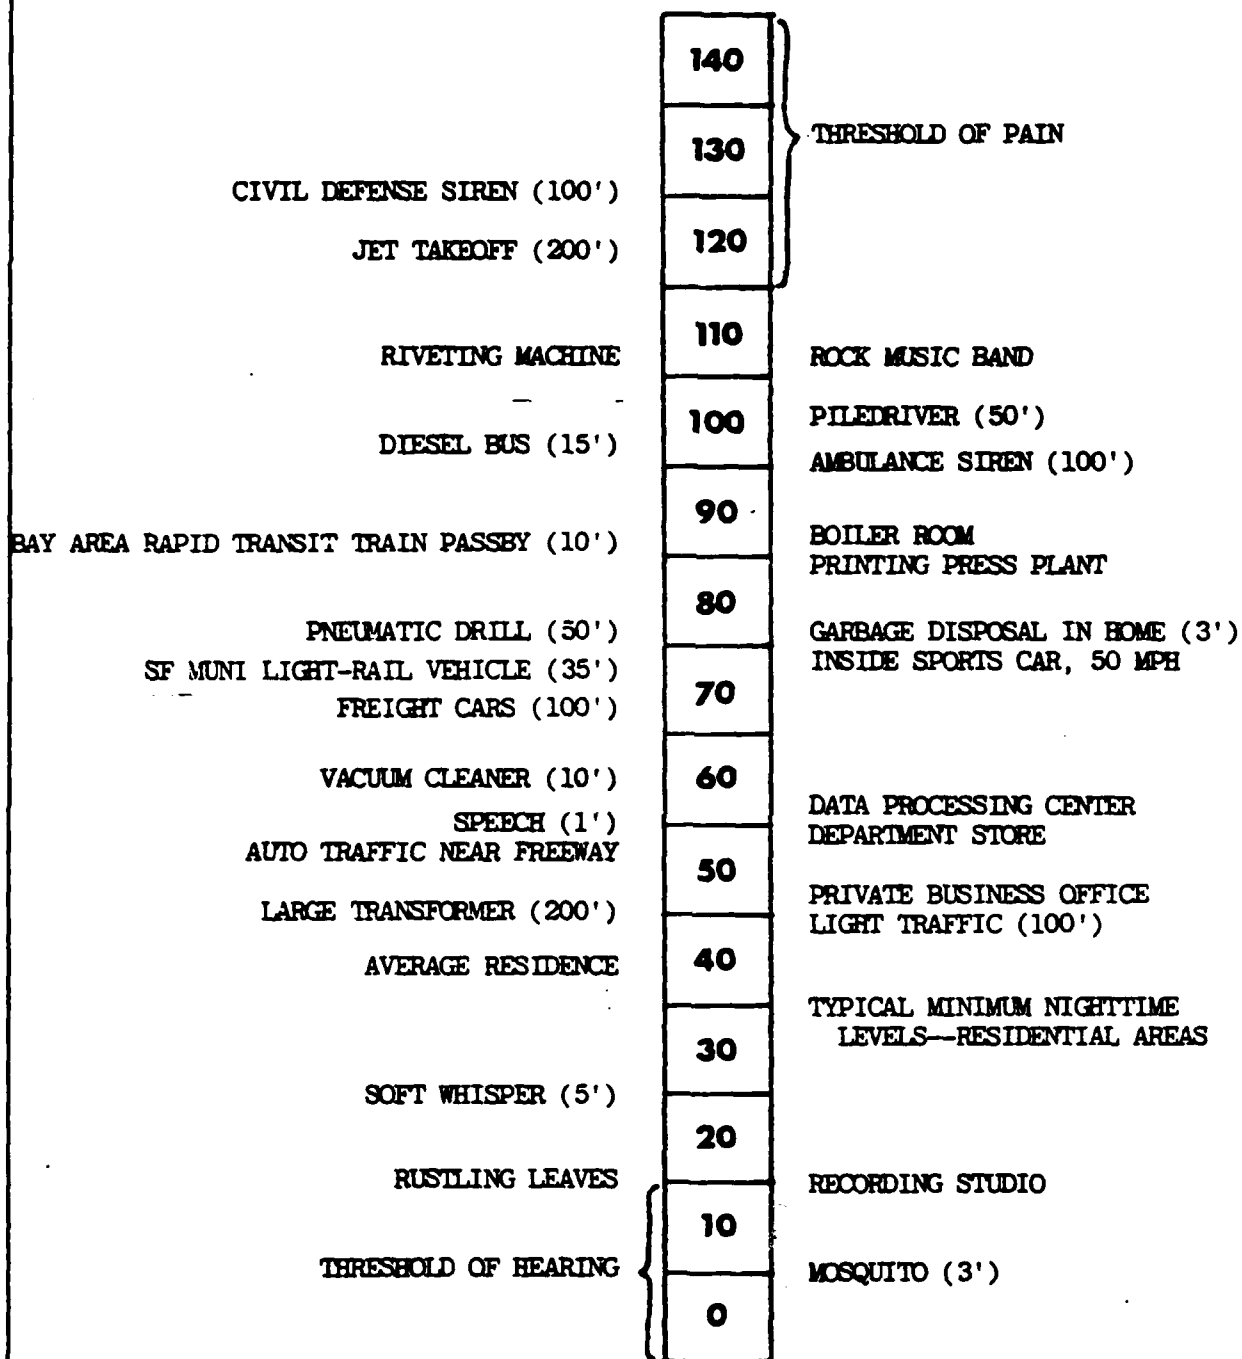 140
THRESHOLD OF PAIN
130
CIVIL DEFENSE SIREN (100')
JET TAKEOFF (200')
120
110
RIVETING MACHINE
ROCK MUSIC BAND
100
PILEDRIVER (50')
DIESEL BUS (15')
AMBULANCE SIREN (100')
90
BAY AREA RAPID TRANSIT TRAIN PASSBY (10')
BOILER ROOM
PRINTING PRESS PLANT
80
PNEUMATIC DRILL (50')
GARBAGE DISPOSAL IN HOME (3')
SF MUNI LIGHT-RAIL VEHICLE (35')
INSIDE SPORTS CAR, 50 MPH
70
FREIGHT CARS (100')
VACUUM CLEANER (10')
60
SPEECH (1')
DATA PROCESSING CENTER
AUTO TRAFFIC NEAR FREEWAY
DEPARTMENT STORE
50
LARGE TRANSFORMER (200')
PRIVATE BUSINESS OFFICE
LIGHT TRAFFIC (100')
AVERAGE RESIDENCE
40
TYPICAL MINIMUM NIGHTTIME
LEVELS--RESIDENTIAL AREAS
30
SOFT WHISPER (5')
20
RUSTLING LEAVES
RECORDING STUDIO
10
THRESHOLD OF HEARING
MOSQUITO (3')
0